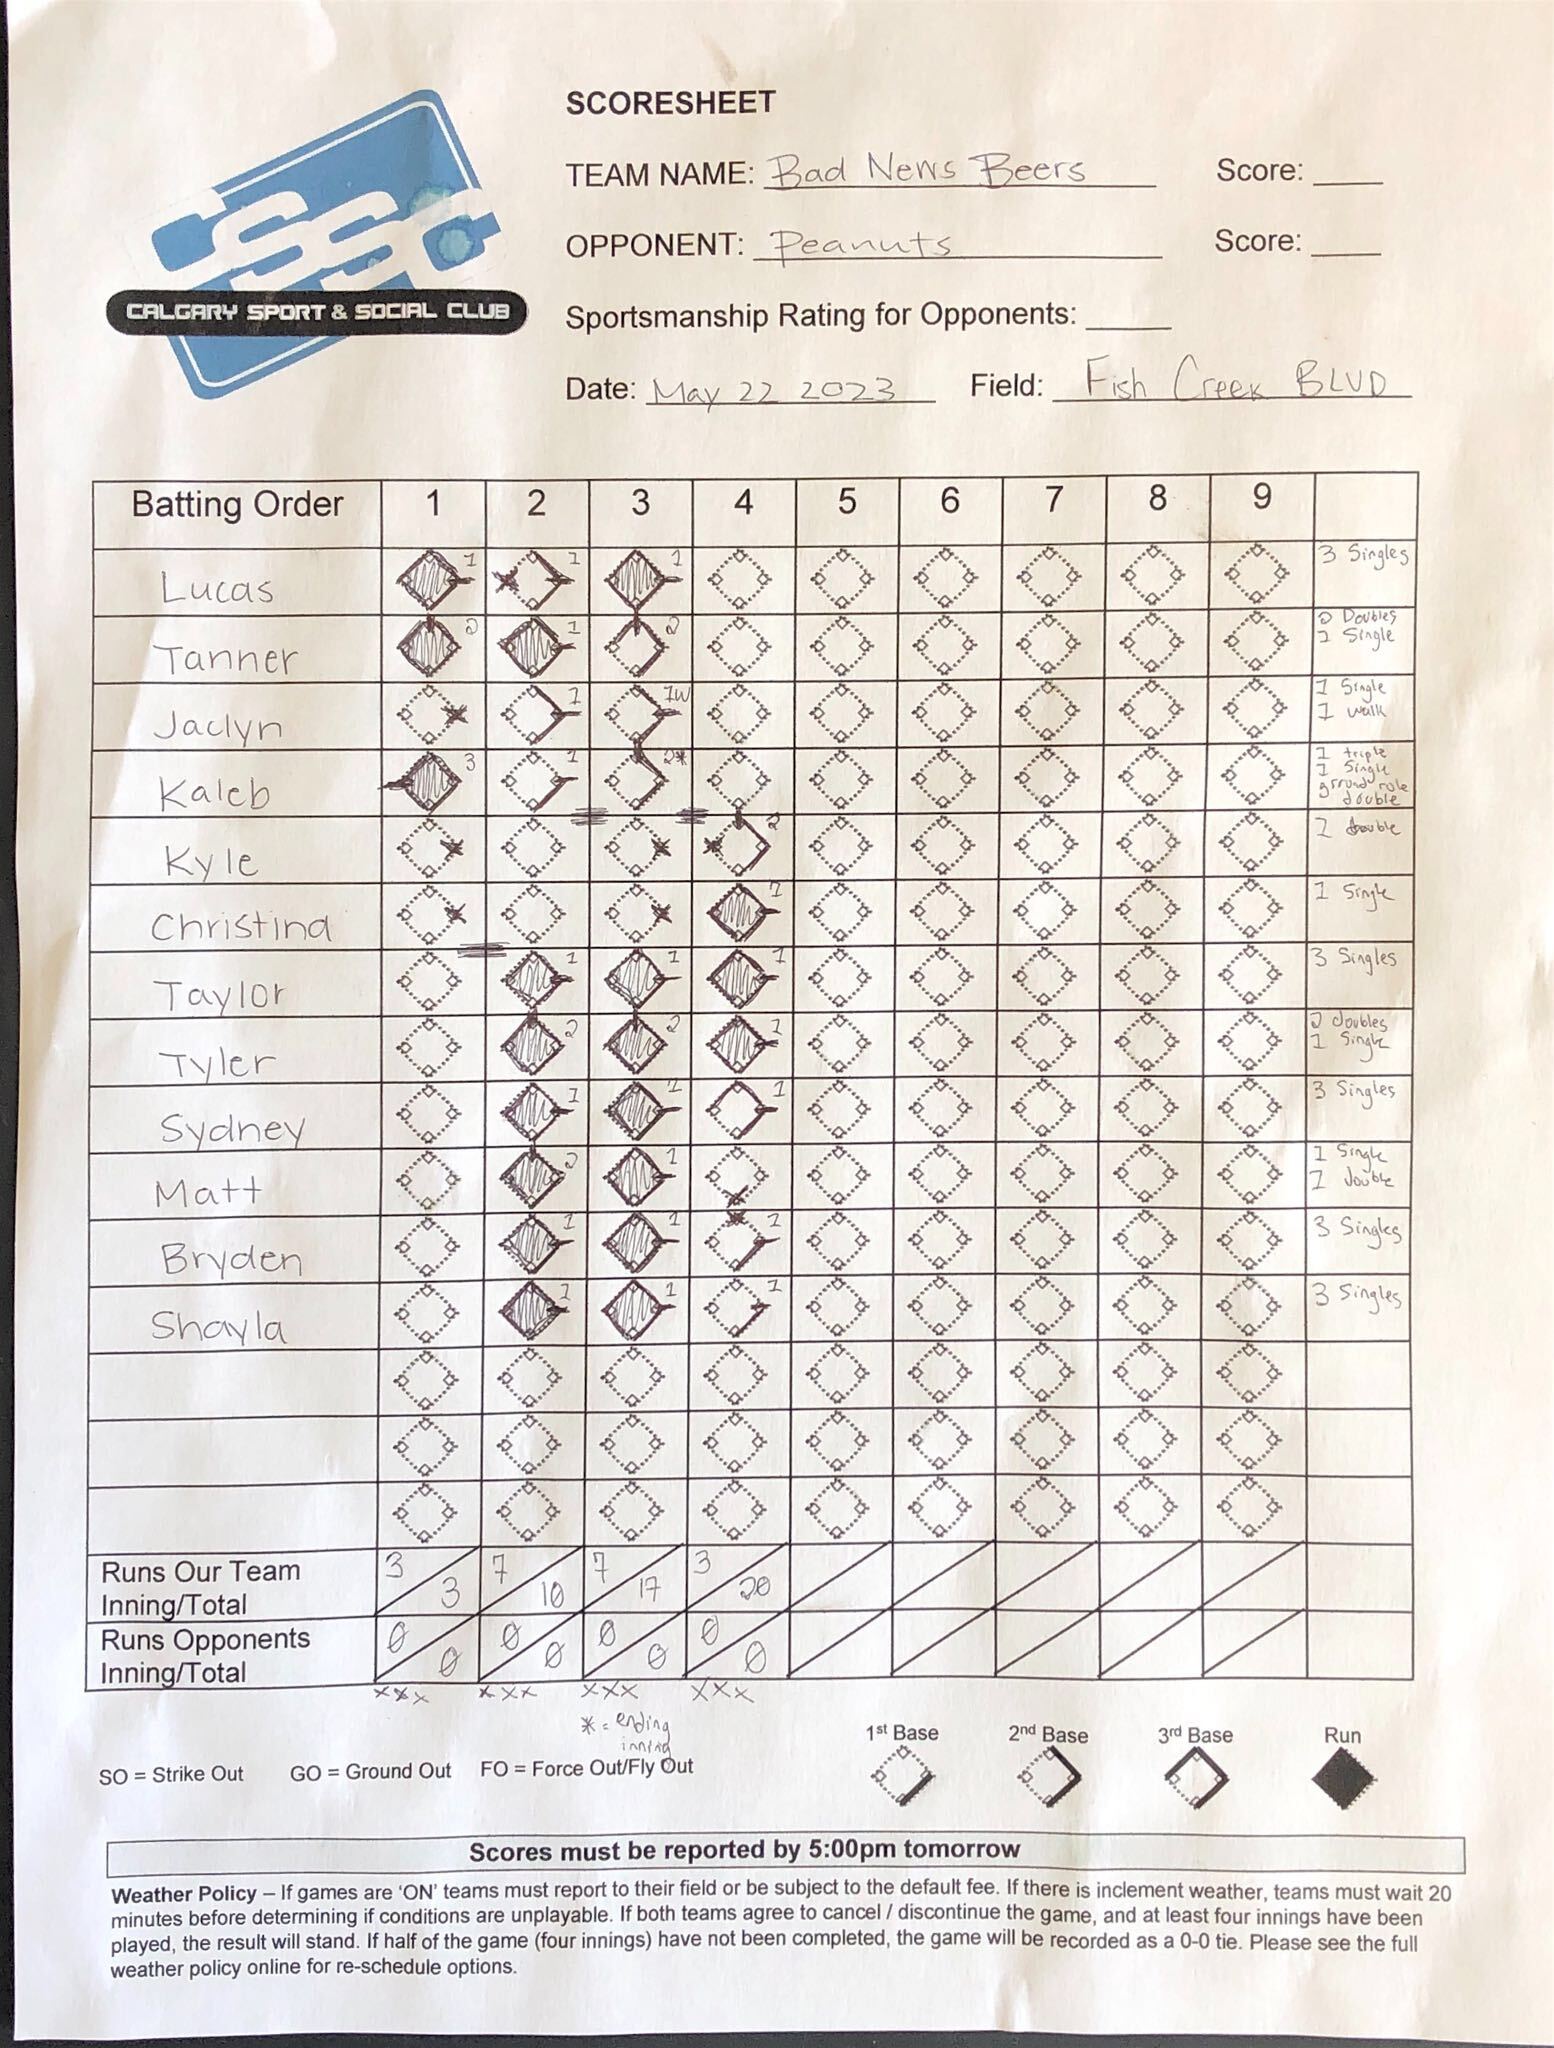 SCORESHEET
TEAM NAME: Bad News Beers Score: ____
OPPONENT: Peanuts Score: ____
CSSC
CALGARY SPORT & SOCIAL CLUB
Sportsmanship Rating for Opponents: _____
Date: May 22 2023 Field: Fish Creek BLVD
Batting Order 1 2 3 4 5 6 7 8 9
Lucas 1 1 1 3 Singles
Tanner 2 1 2 2 Doubles
1 Single
Jaclyn 1 1W 1 Single
1 walk
Kaleb 3 1 2* 1 triple
1 Single
ground rule
double
Kyle 2 1 double
Christina 1 1 Single
Taylor 1 1 1 3 Singles
Tyler 2 2 1 2 doubles
1 Single
Sydney 1 1 1 3 Singles
Matt 2 1 1 Single
1 double
Bryden 1 1 1 3 Singles
Shayla 1 1 1 3 Singles
Runs Our Team 3 7 7 3
Inning/Total 3 10 17 20
Runs Opponents 0 0 0 0
Inning/Total 0 0 0 0
xxx xxx xxx xxx
* = ending
inning
1st Base 2nd Base 3rd Base Run
SO = Strike Out GO = Ground Out FO = Force Out/Fly Out
Scores must be reported by 5:00pm tomorrow
Weather Policy – If games are 'ON' teams must report to their field or be subject to the default fee. If there is inclement weather, teams must wait 20
minutes before determining if conditions are unplayable. If both teams agree to cancel / discontinue the game, and at least four innings have been
played, the result will stand. If half of the game (four innings) have not been completed, the game will be recorded as a 0-0 tie. Please see the full
weather policy online for re-schedule options.